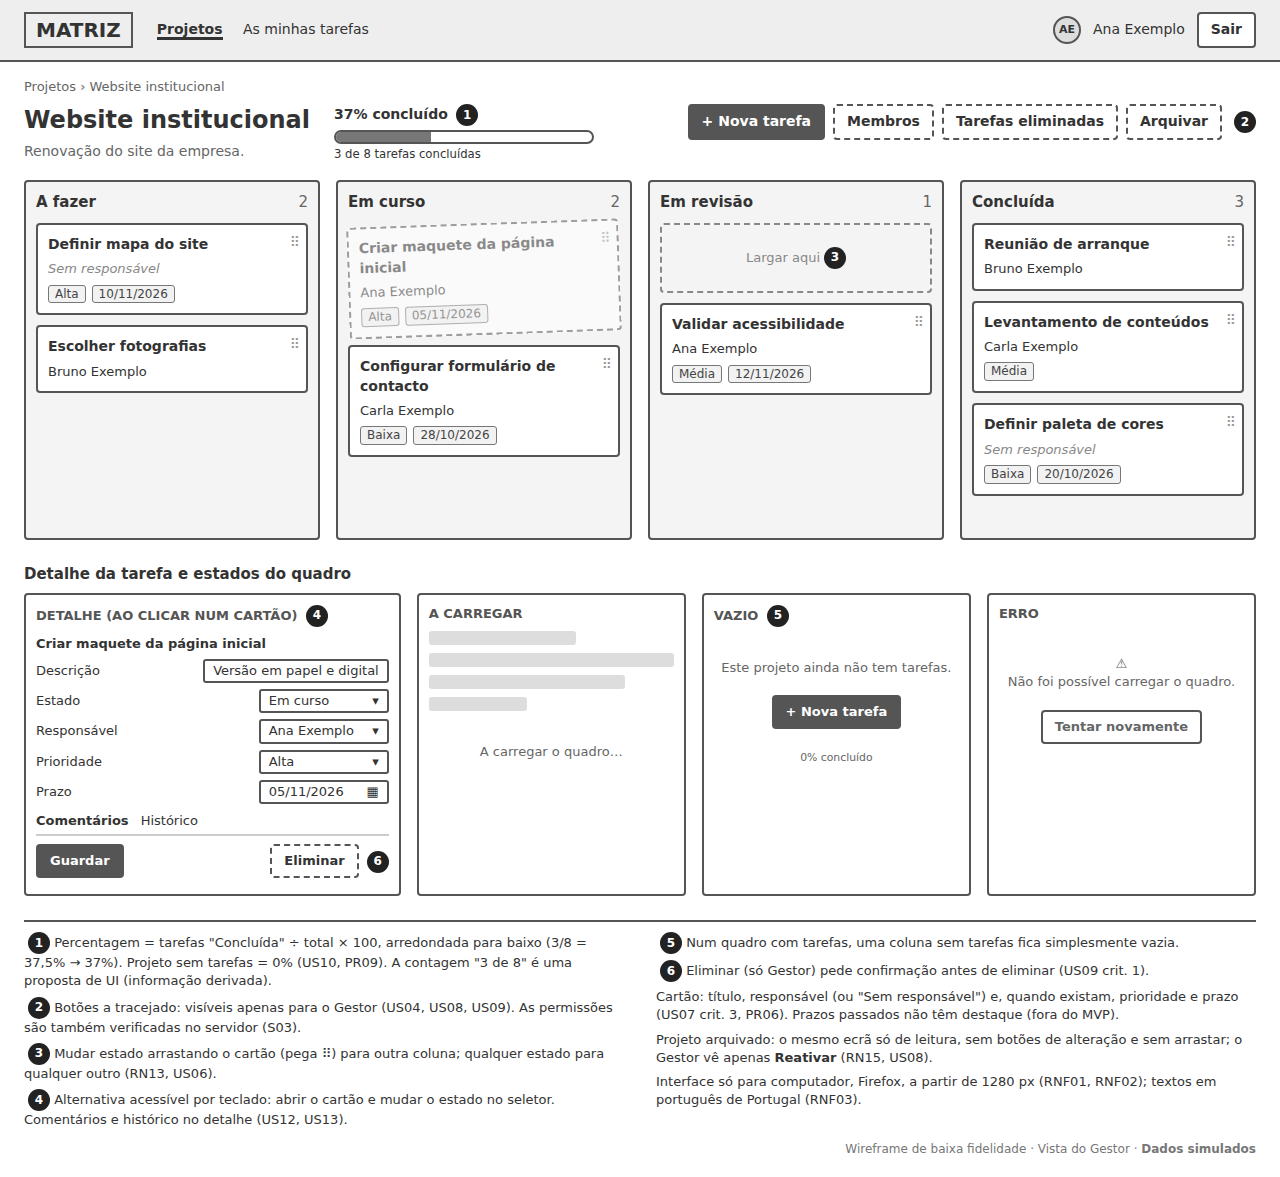 MATRIZ Projetos As minhas tarefas AE Ana Exemplo Sair
Projetos › Website institucional
Website institucional
Renovação do site da empresa.
37% concluído 1
3 de 8 tarefas concluídas
+ Nova tarefa Membros Tarefas eliminadas Arquivar 2
A fazer 2
Definir mapa do site
Sem responsável
Alta 10/11/2026
Escolher fotografias
Bruno Exemplo
Em curso 2
Criar maquete da página
inicial
Ana Exemplo
Alta 05/11/2026
Configurar formulário de
contacto
Carla Exemplo
Baixa 28/10/2026
Em revisão 1
Largar aqui 3
Validar acessibilidade
Ana Exemplo
Média 12/11/2026
Concluída 3
Reunião de arranque
Bruno Exemplo
Levantamento de conteúdos
Carla Exemplo
Média
Definir paleta de cores
Sem responsável
Baixa 20/10/2026
Detalhe da tarefa e estados do quadro
DETALHE (AO CLICAR NUM CARTÃO) 4
Criar maquete da página inicial
Descrição Versão em papel e digital
Estado Em curso ▾
Responsável Ana Exemplo ▾
Prioridade Alta ▾
Prazo 05/11/2026 ▦
Comentários Histórico
Guardar Eliminar 6
A CARREGAR
A carregar o quadro…
VAZIO 5
Este projeto ainda não tem tarefas.
+ Nova tarefa
0% concluído
ERRO
⚠
Não foi possível carregar o quadro.
Tentar novamente
1 Percentagem = tarefas "Concluída" ÷ total × 100, arredondada para baixo (3/8 =
37,5% → 37%). Projeto sem tarefas = 0% (US10, PR09). A contagem "3 de 8" é uma
proposta de UI (informação derivada).
2 Botões a tracejado: visíveis apenas para o Gestor (US04, US08, US09). As permissões
são também verificadas no servidor (S03).
3 Mudar estado arrastando o cartão (pega ⠿) para outra coluna; qualquer estado para
qualquer outro (RN13, US06).
4 Alternativa acessível por teclado: abrir o cartão e mudar o estado no seletor.
Comentários e histórico no detalhe (US12, US13).
5 Num quadro com tarefas, uma coluna sem tarefas fica simplesmente vazia.
6 Eliminar (só Gestor) pede confirmação antes de eliminar (US09 crit. 1).
Cartão: título, responsável (ou "Sem responsável") e, quando existam, prioridade e prazo
(US07 crit. 3, PR06). Prazos passados não têm destaque (fora do MVP).
Projeto arquivado: o mesmo ecrã só de leitura, sem botões de alteração e sem arrastar; o
Gestor vê apenas Reativar (RN15, US08).
Interface só para computador, Firefox, a partir de 1280 px (RNF01, RNF02); textos em
português de Portugal (RNF03).
Wireframe de baixa fidelidade · Vista do Gestor · Dados simulados